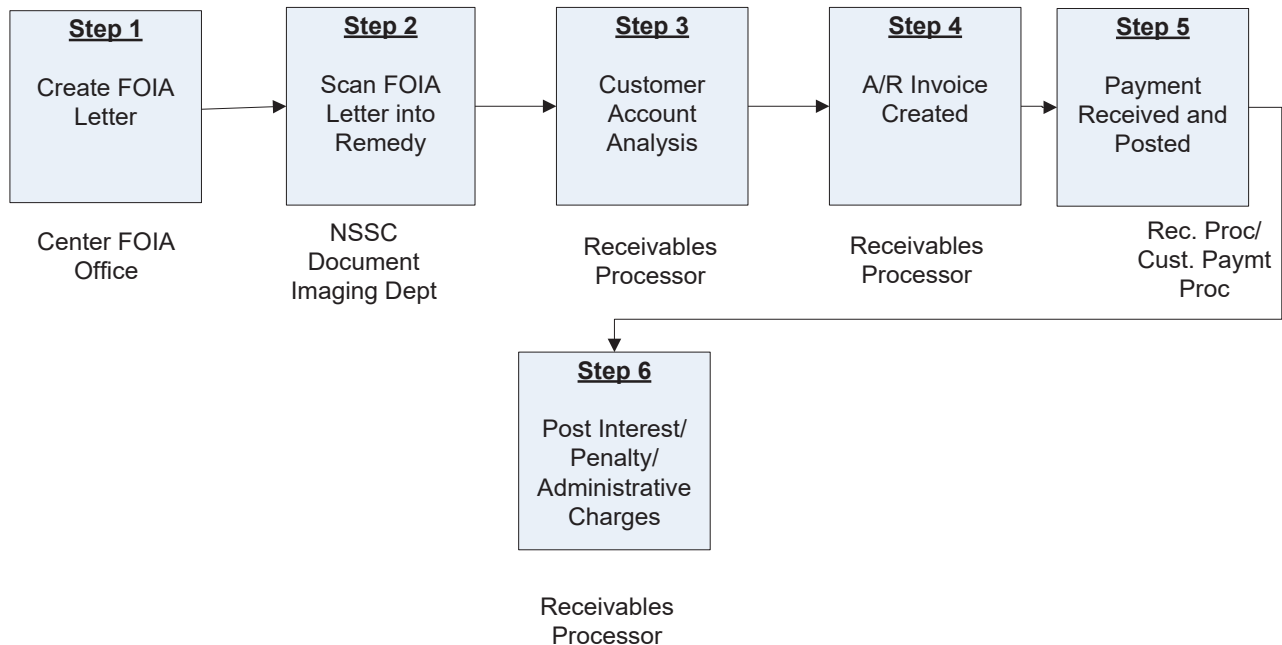 Step 1
Create FOIA
Letter
Center FOIA
Office
Step 2
Scan FOIA
Letter into
Remedy
NSSC
Document
Imaging Dept
Step 3
Customer
Account
Analysis
Receivables
Processor
Step 4
A/R Invoice
Created
Receivables
Processor
Step 5
Payment
Received and
Posted
Rec. Proc/
Cust. Paymt
Proc
Step 6
Post Interest/
Penalty/
Administrative
Charges
Receivables
Processor